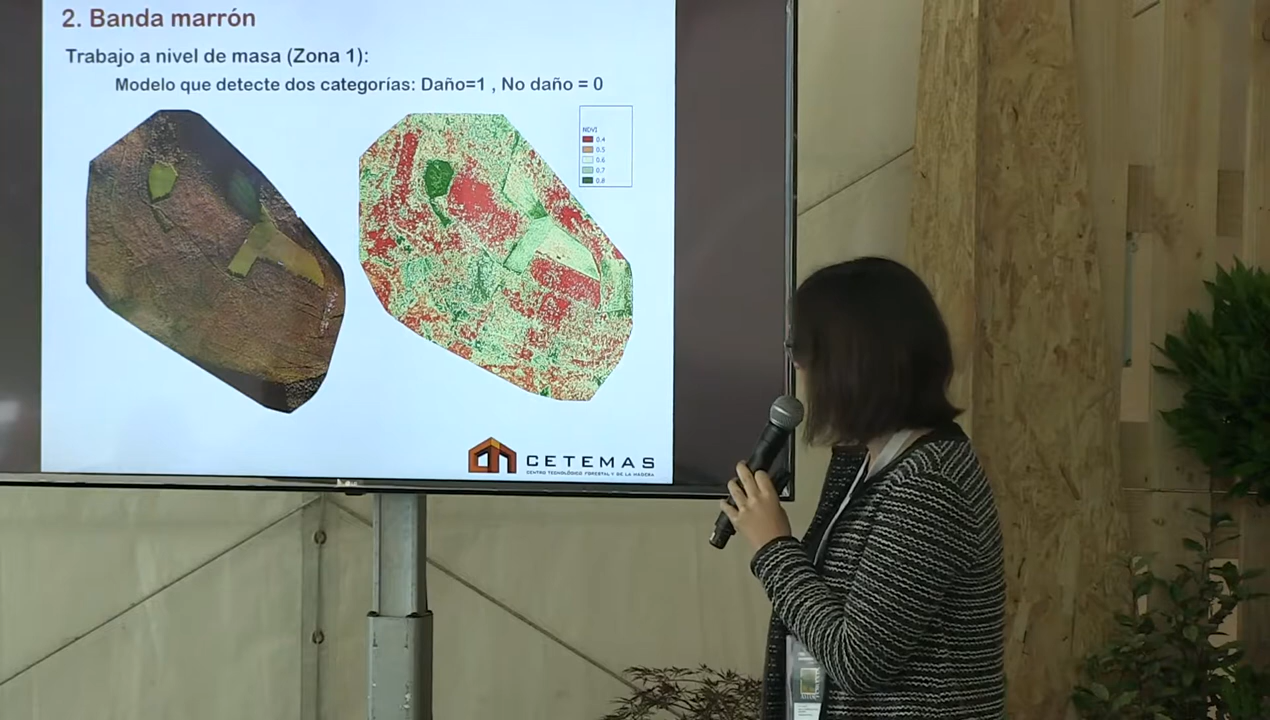 2. Banda marrón
Trabajo a nivel de masa (Zona 1):
Modelo que detecte dos categorías: Daño=1 , No daño = 0
NDVI
0.4
0.5
0.6
0.7
0.8
CETEMAS
CENTRO TECNOLÓGICO FORESTAL Y DE LA MADERA